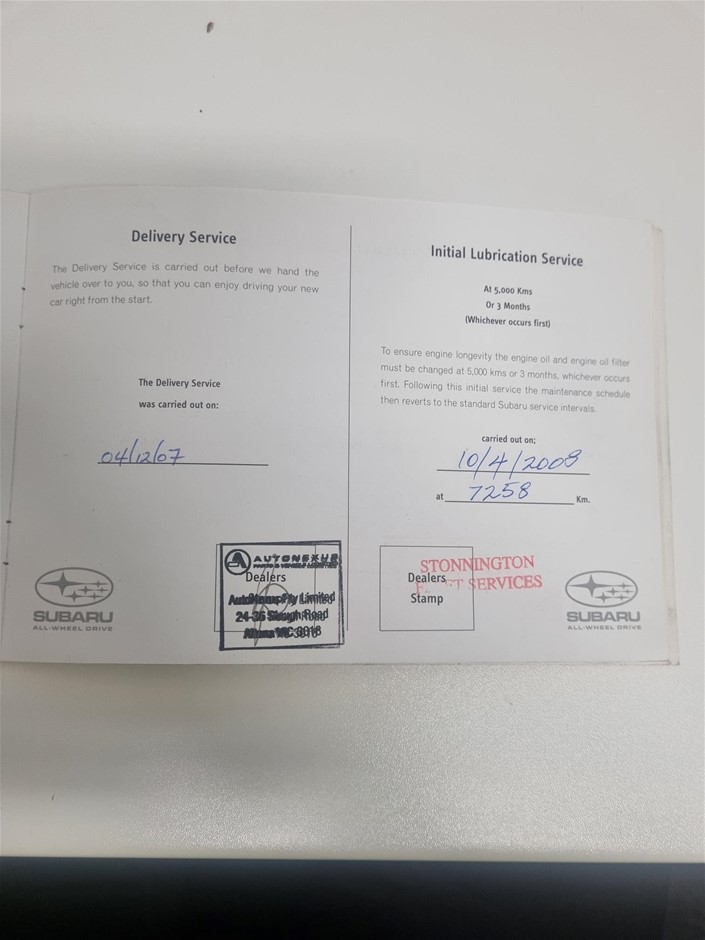 Delivery Service
The Delivery Service is carried out before we hand the
vehicle over to you, so that you can enjoy driving your new
car right from the start.
The Delivery Service
was carried out on:
04/12/07
AUTONEXUS
Dealers
Pty Limited
24-36 Slough Road
Altona VIC 3018
SUBARU
ALL-WHEEL DRIVE
Initial Lubrication Service
At 5,000 Kms
Or 3 Months
(Whichever occurs first)
To ensure engine longevity the engine oil and engine oil filter
must be changed at 5,000 kms or 3 months, whichever occurs
first. Following this initial service the maintenance schedule
then reverts to the standard Subaru service intervals.
carried out on:
10/4/2008
at 7258 Km.
STONNINGTON
Dealers SERVICES
Stamp
SUBARU
ALL-WHEEL DRIVE